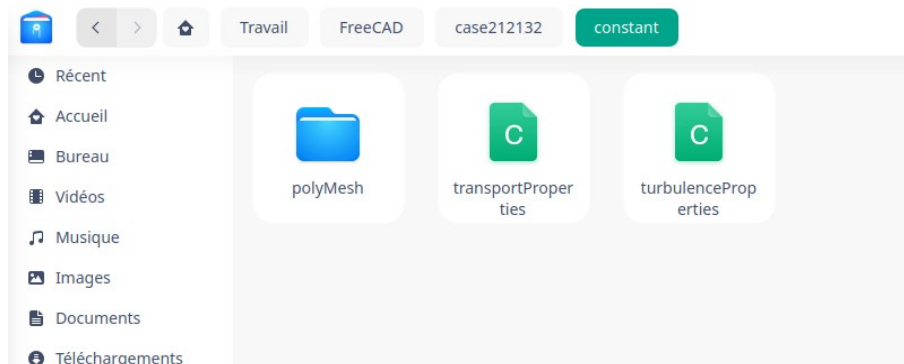 Travail
FreeCAD
case212132
constant
Récent
Accueil
Bureau
Vidéos
Musique
Images
Documents
Téléchargements
polyMesh
C
transportProper
ties
C
turbulenceProp
erties